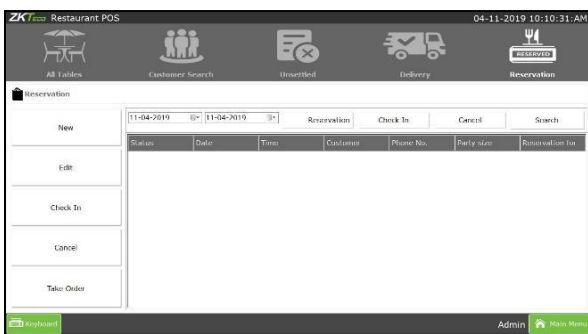 ZKTeco Restaurant POS 04-11-2019 10:10:31:AM
RESERVED
All Tables Customer Search Unsettled Delivery Reservation
Reservation
11-04-2019 11-04-2019 Reservation Check In Cancel Search
Status Date Time Customer Phone No. Party size Reservation for
New
Edit
Check In
Cancel
Take Order
Keyboard Admin Main Menu